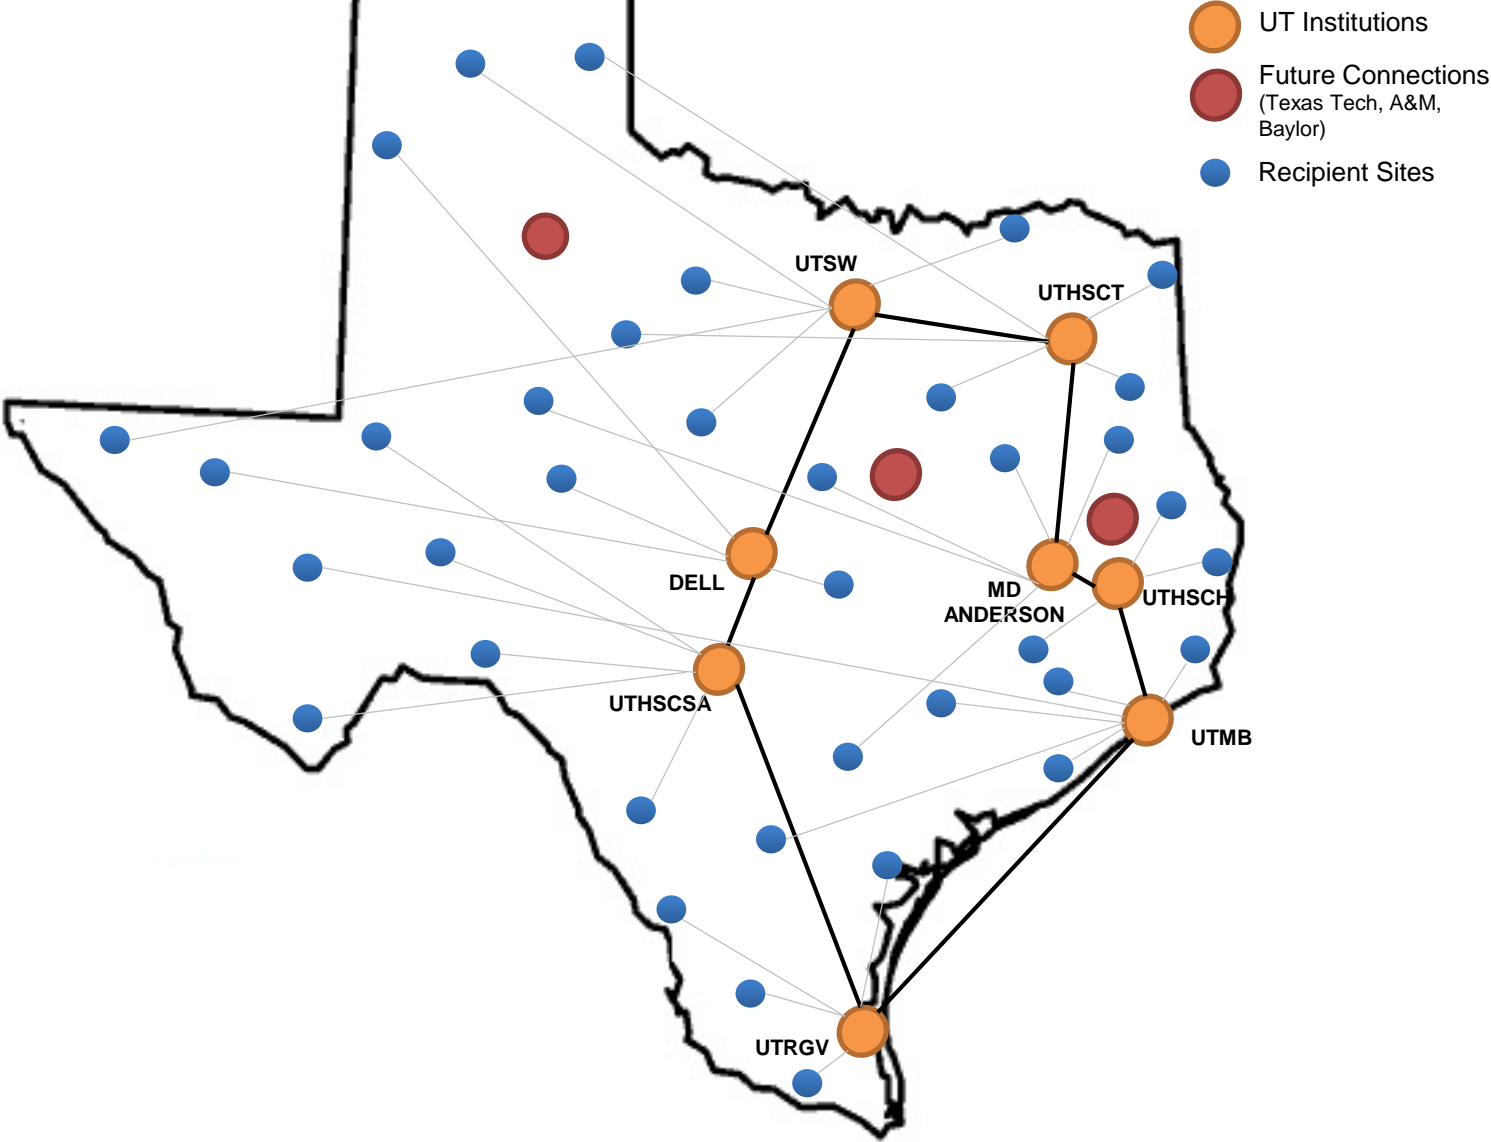 UT Institutions
Future Connections
(Texas Tech, A&M,
Baylor)
Recipient Sites
UTSW
UTHSCT
DELL
MD
ANDERSON
UTHSCH
UTHSCSA
UTMB
UTRGV